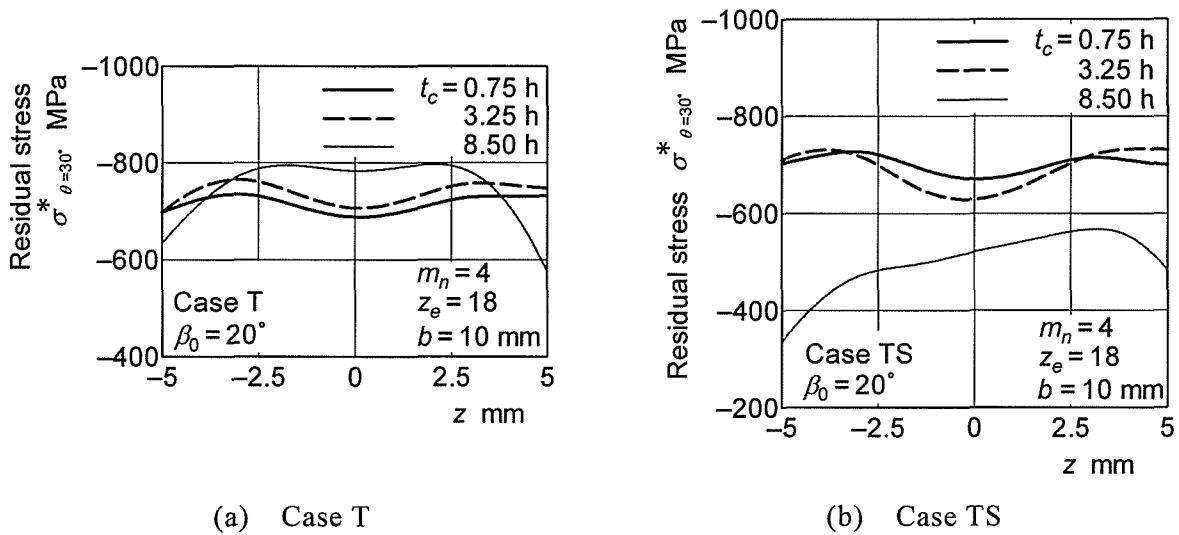 Residual stress
σ*θ=30° MPa
–1000
–800
–600
–400
tc = 0.75 h
3.25 h
8.50 h
Case T
β0 = 20°
mn = 4
ze = 18
b = 10 mm
–5
–2.5
0
2.5
5
z mm
(a) Case T
Residual stress σ*θ=30° MPa
–1000
–800
–600
–400
–200
tc = 0.75 h
3.25 h
8.50 h
Case TS
β0 = 20°
mn = 4
ze = 18
b = 10 mm
–5
–2.5
0
2.5
5
z mm
(b) Case TS